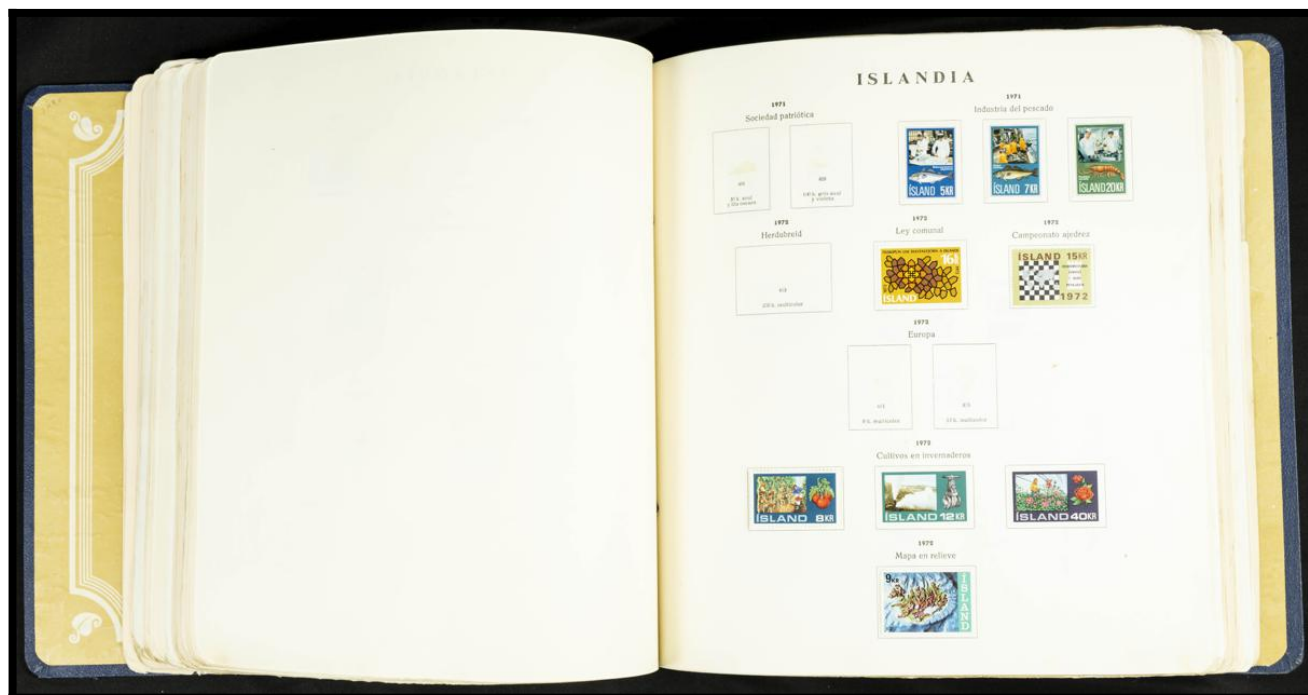 ISLANDIA
1971
Sociedad patriótica
1971
Industria del pescado
ÍSLAND 5KR
ÍSLAND 7KR
ÍSLAND 20KR
1972
Herdubreid
1972
Ley comunal
1972
Campeonato ajedrez
16
ÍSLAND
ÍSLAND 15KR
1972
1972
Europa
1972
Cultivos en invernaderos
ÍSLAND 8KR
ÍSLAND 12KR
ÍSLAND 40KR
1972
Mapa en relieve
9KR
ÍSLAND